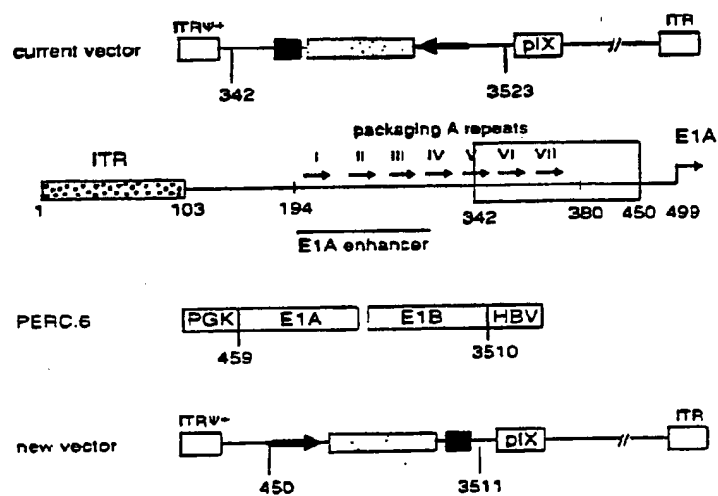 ITRΨ+ ITR
current vector pIX
342 3523
packaging A repeats
E1A
ITR I II III IV V VI VII
1 103 194 342 380 450 499
E1A enhancer
PERC.6 PGK E1A E1B HBV
459 3510
ITRΨ+ ITR
new vector pIX
450 3511